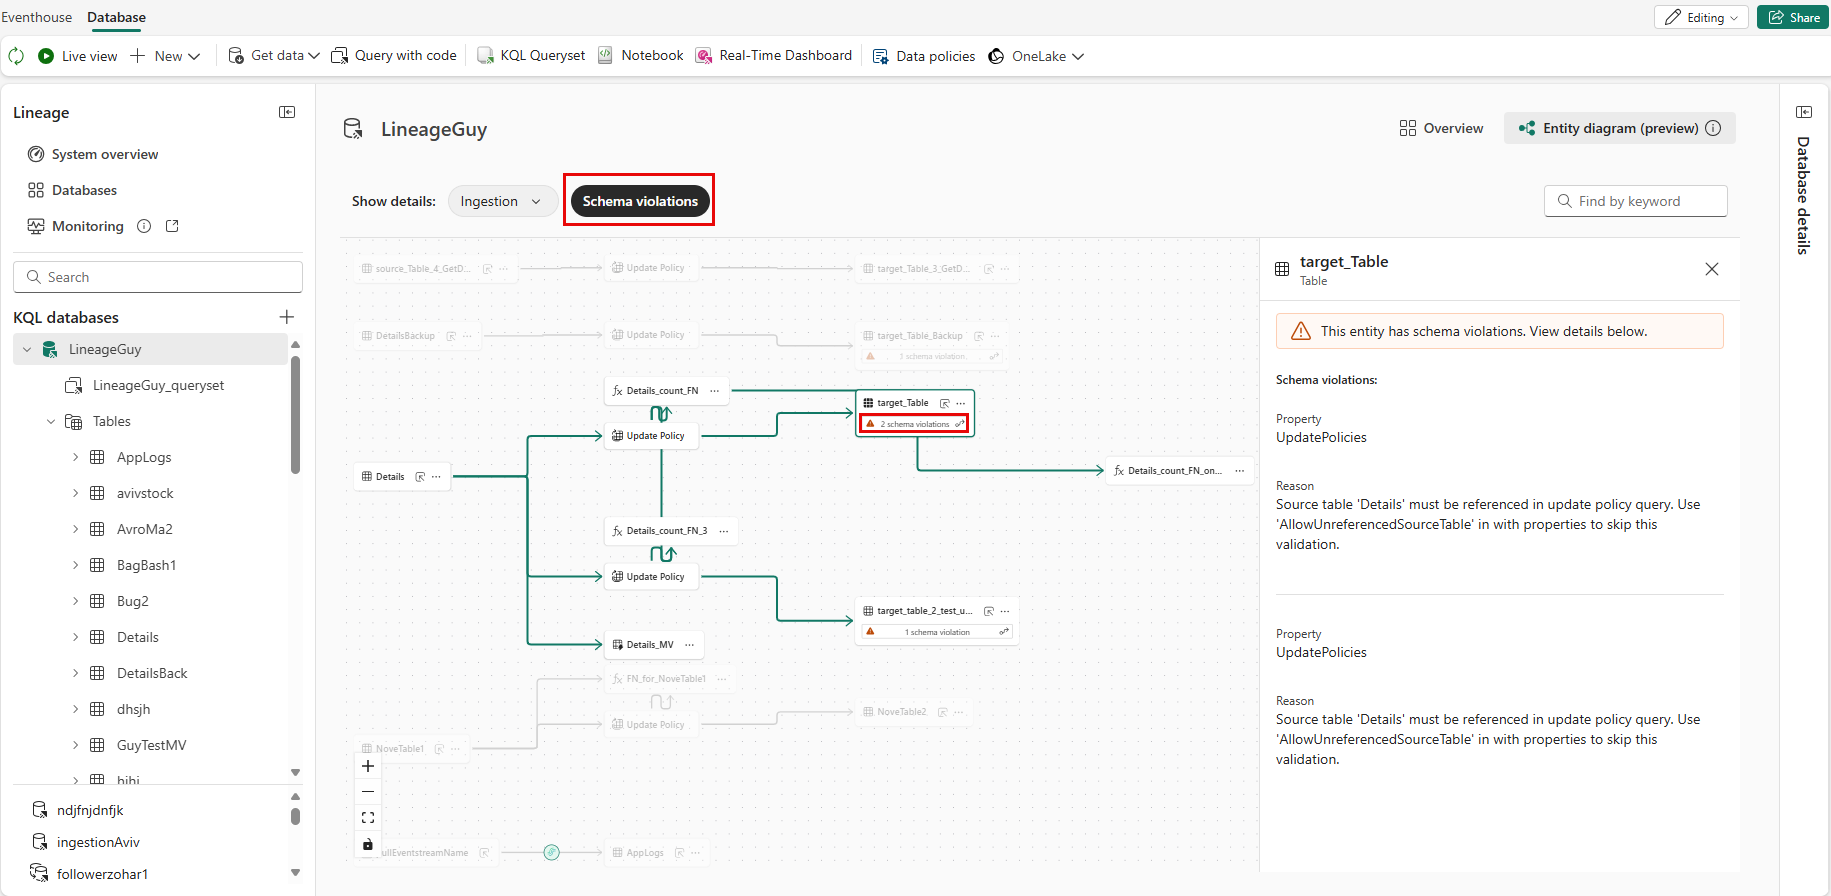 Eventhouse
Database
Editing
Share
Live view
New
Get data
Query with code
KQL Queryset
Notebook
Real-Time Dashboard
Data policies
OneLake
Lineage
System overview
Databases
Monitoring
Search
KQL databases
LineageGuy
LineageGuy_queryset
Tables
AppLogs
avivstock
AvroMa2
BagBash1
Bug2
Details
DetailsBack
dhsjh
GuyTestMV
hihi
ndjfnjdnfjk
ingestionAviv
followerzohar1
LineageGuy
Overview
Entity diagram (preview)
Show details:
Ingestion
Schema violations
Find by keyword
source_Table_4_GetD...
Update Policy
target_Table_3_GetD...
DetailsBackup
Update Policy
target_Table_Backup
1 schema violation
Details_count_FN
target_Table
2 schema violations
Update Policy
Details
Details_count_FN_on...
Details_count_FN_3
Update Policy
target_table_2_test_u...
1 schema violation
Details_MV
FN_for_NoveTable1
NoveTable2
Update Policy
NoveTable1
ullEventstreamName
AppLogs
target_Table
Table
This entity has schema violations. View details below.
Schema violations:
Property
UpdatePolicies
Reason
Source table 'Details' must be referenced in update policy query. Use
'AllowUnreferencedSourceTable' in with properties to skip this
validation.
Property
UpdatePolicies
Reason
Source table 'Details' must be referenced in update policy query. Use
'AllowUnreferencedSourceTable' in with properties to skip this
validation.
Database details